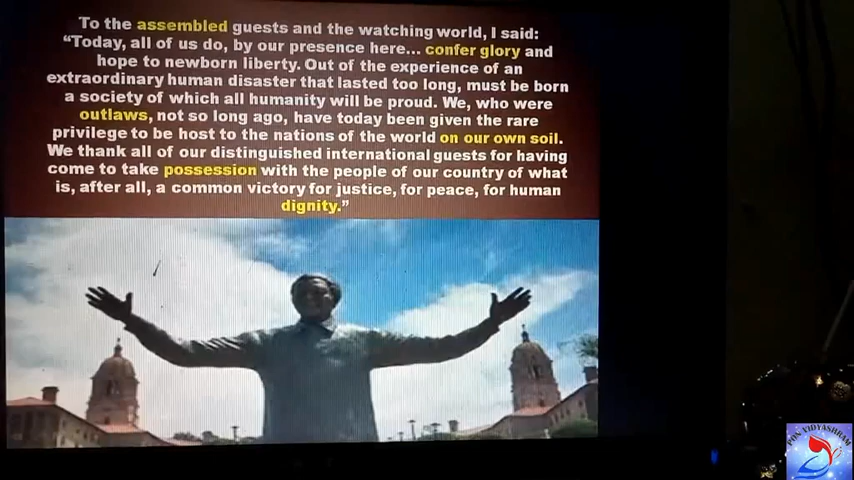 To the assembled guests and the watching world, I said:
“Today, all of us do, by our presence here... confer glory and
hope to newborn liberty. Out of the experience of an
extraordinary human disaster that lasted too long, must be born
a society of which all humanity will be proud. We, who were
outlaws, not so long ago, have today been given the rare
privilege to be host to the nations of the world on our own soil.
We thank all of our distinguished international guests for having
come to take possession with the people of our country of what
is, after all, a common victory for justice, for peace, for human
dignity.”
PON VIDYASHRAM